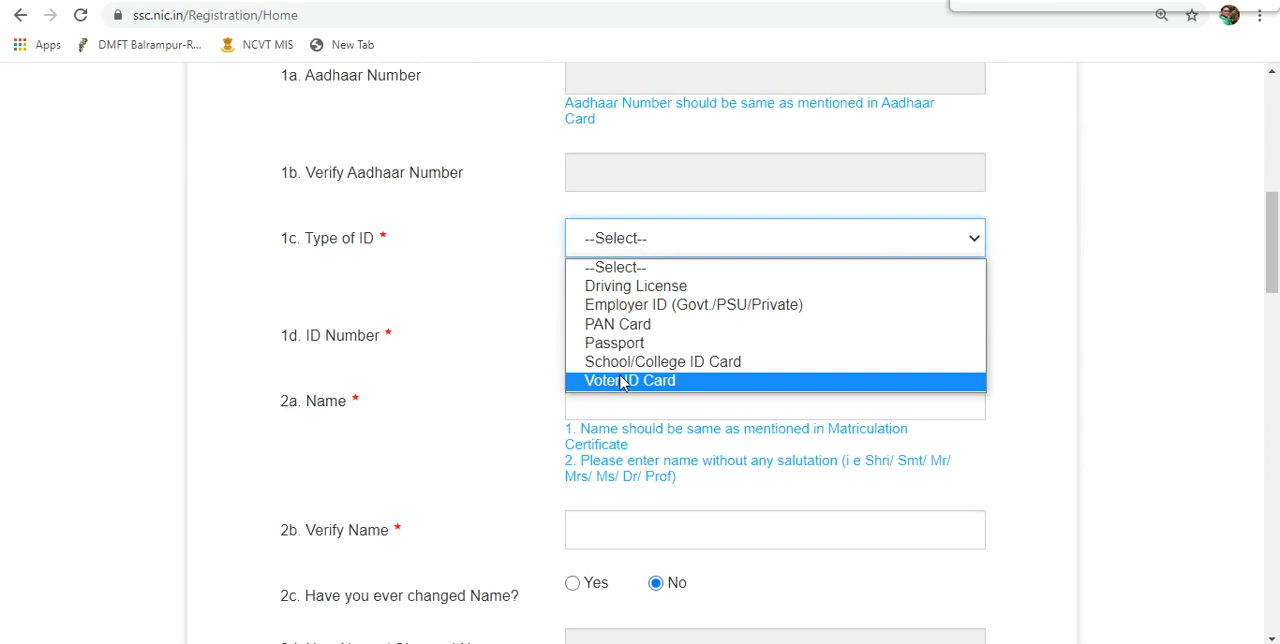 ssc.nic.in/Registration/Home
Apps DMFT Balrampur-R... NCVT MIS New Tab
1a. Aadhaar Number
Aadhaar Number should be same as mentioned in Aadhaar
Card
1b. Verify Aadhaar Number
1c. Type of ID *
--Select--
--Select--
Driving License
Employer ID (Govt./PSU/Private)
PAN Card
Passport
School/College ID Card
Voter ID Card
1d. ID Number *
2a. Name *
1. Name should be same as mentioned in Matriculation
Certificate
2. Please enter name without any salutation (i e Shri/ Smt/ Mr/
Mrs/ Ms/ Dr/ Prof)
2b. Verify Name *
2c. Have you ever changed Name?
Yes No